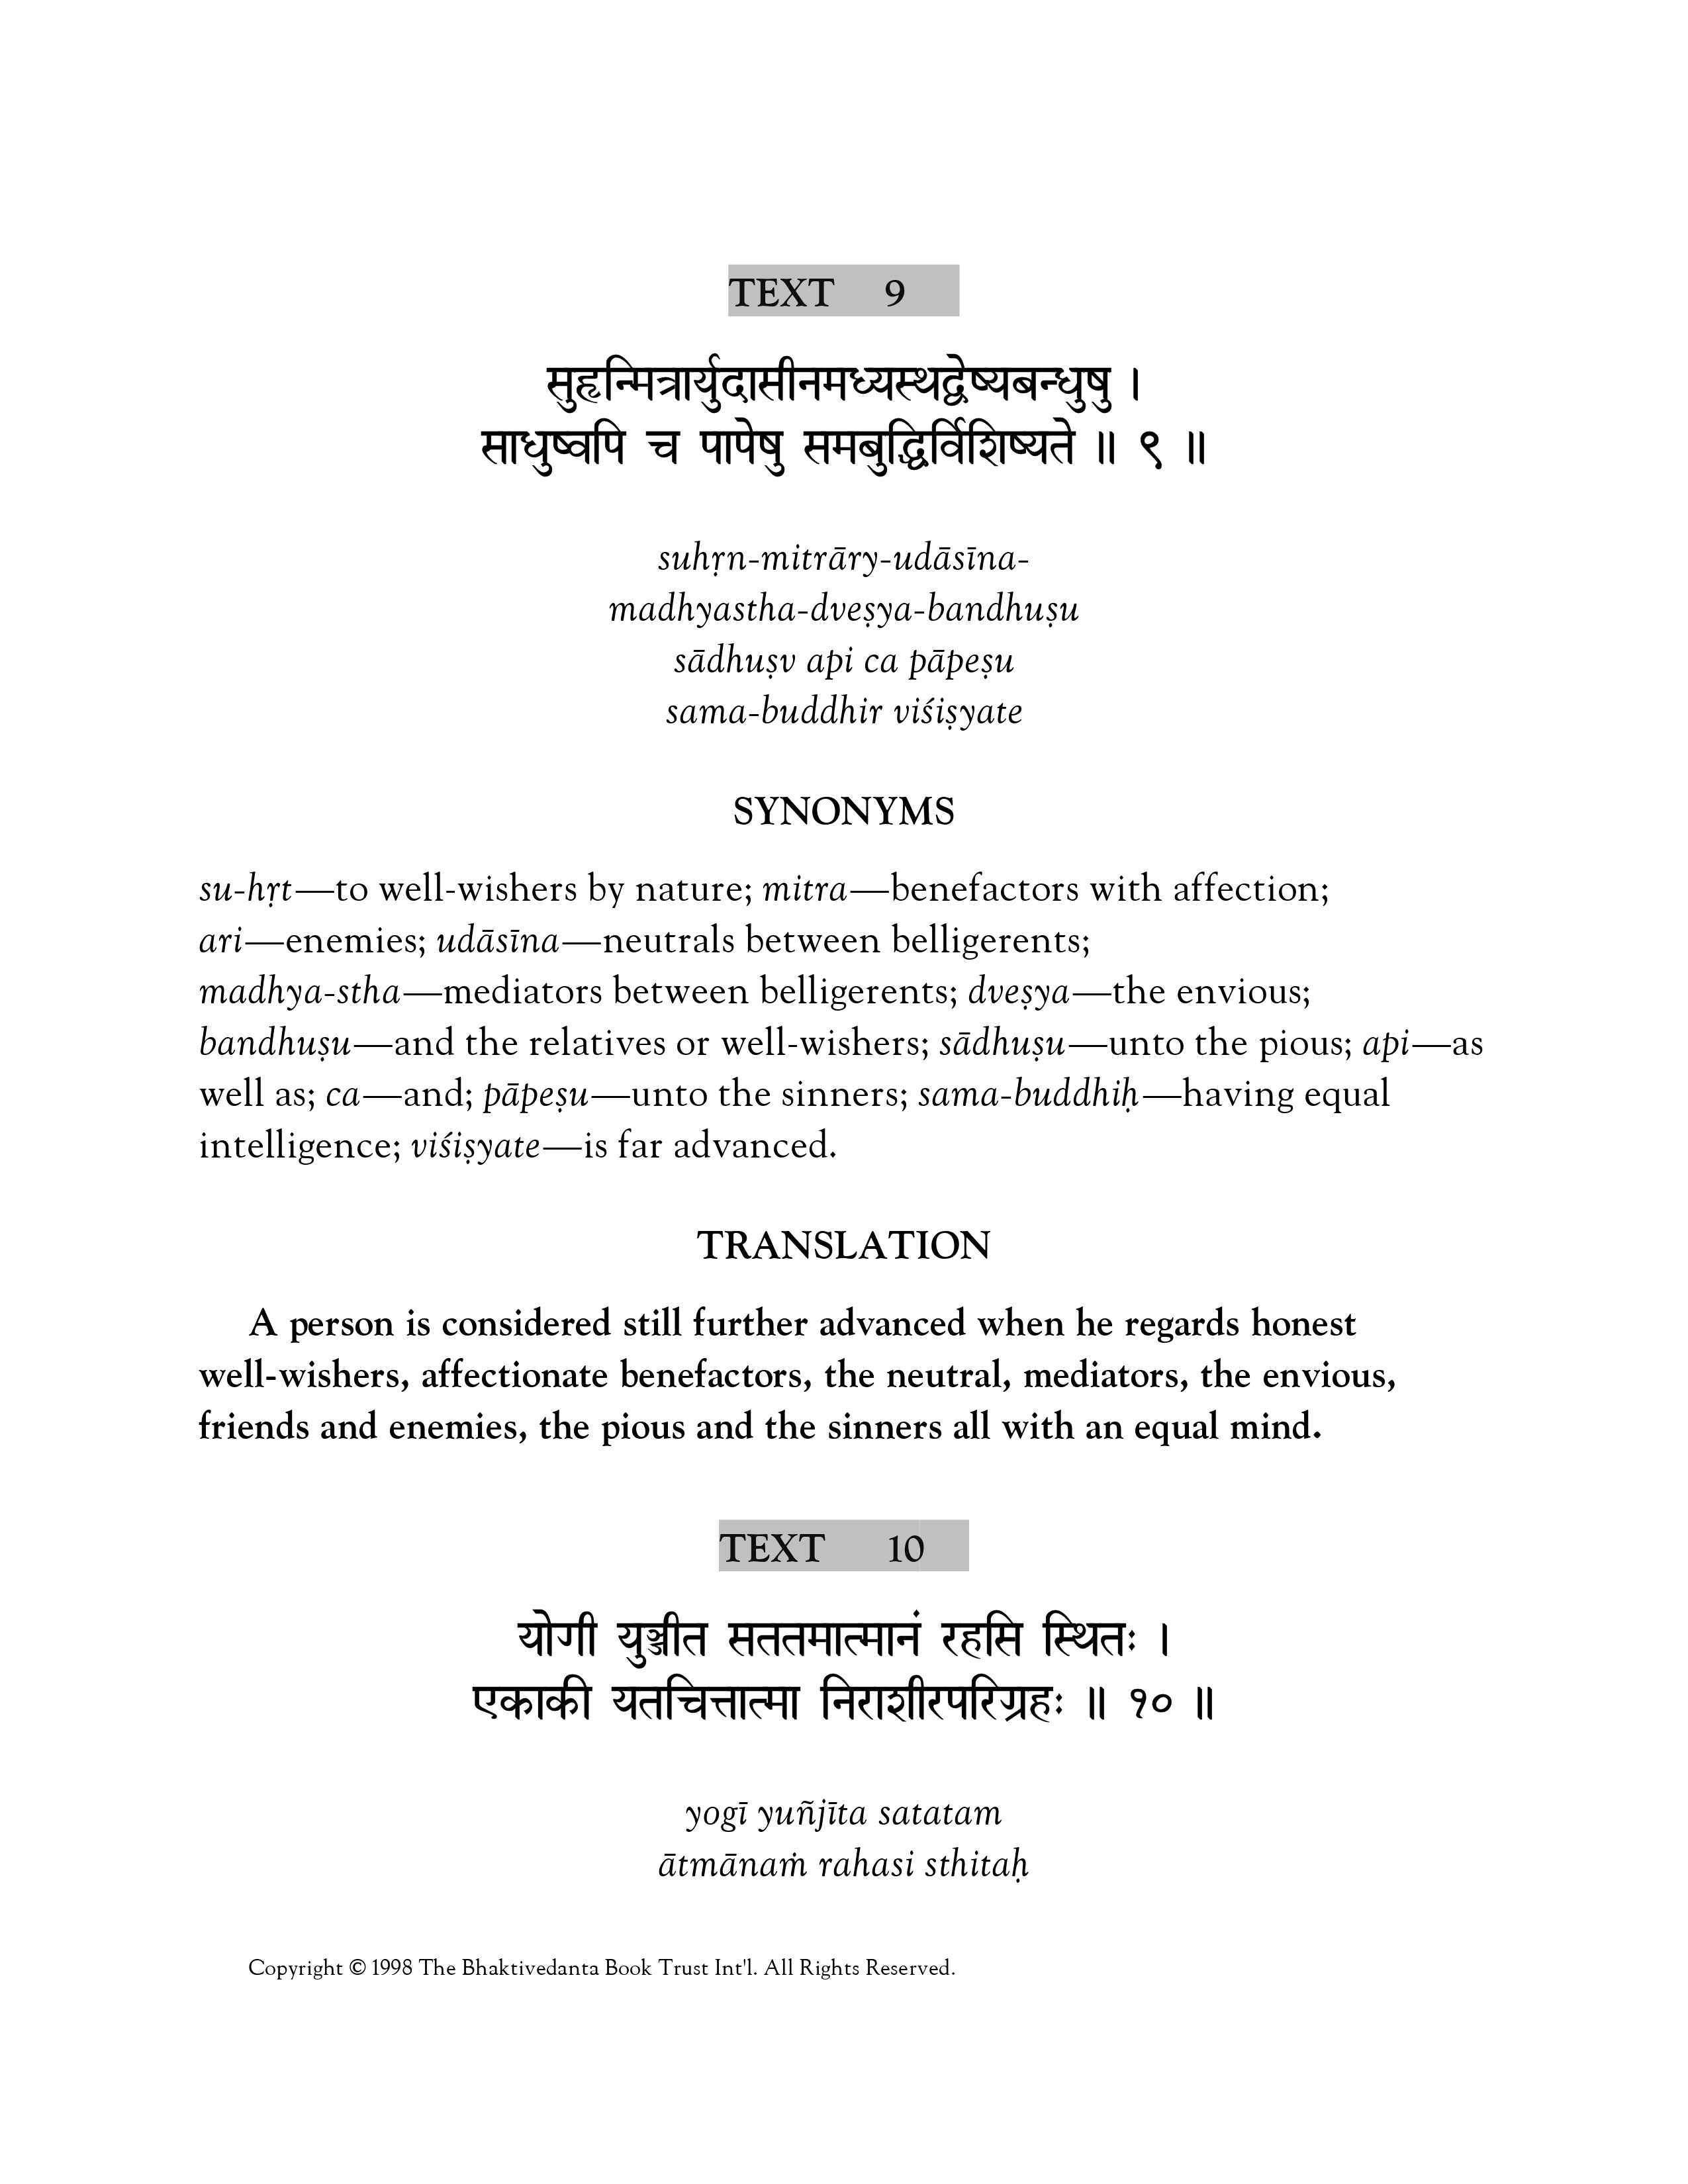 TEXT 9
सुहृन्मित्रार्युदासीनमध्यस्थद्वेष्यबन्धुषु ।
साधुष्वपि च पापेषु समबुद्धिर्विशिष्यते ॥ ९ ॥
suhṛn-mitrāry-udāsīna-
madhyastha-dveṣya-bandhuṣu
sādhuṣv api ca pāpeṣu
sama-buddhir viśiṣyate
SYNONYMS
su-hṛt—to well-wishers by nature; mitra—benefactors with affection;
ari—enemies; udāsīna—neutrals between belligerents;
madhya-stha—mediators between belligerents; dveṣya—the envious;
bandhuṣu—and the relatives or well-wishers; sādhuṣu—unto the pious; api—as
well as; ca—and; pāpeṣu—unto the sinners; sama-buddhiḥ—having equal
intelligence; viśiṣyate—is far advanced.
TRANSLATION
A person is considered still further advanced when he regards honest
well-wishers, affectionate benefactors, the neutral, mediators, the envious,
friends and enemies, the pious and the sinners all with an equal mind.
TEXT 10
योगी युञ्जीत सततमात्मानं रहसि स्थितः ।
एकाकी यतचित्तात्मा निराशीरपरिग्रहः ॥ १० ॥
yogī yuñjīta satatam
ātmānaṁ rahasi sthitaḥ
Copyright © 1998 The Bhaktivedanta Book Trust Int'l. All Rights Reserved.